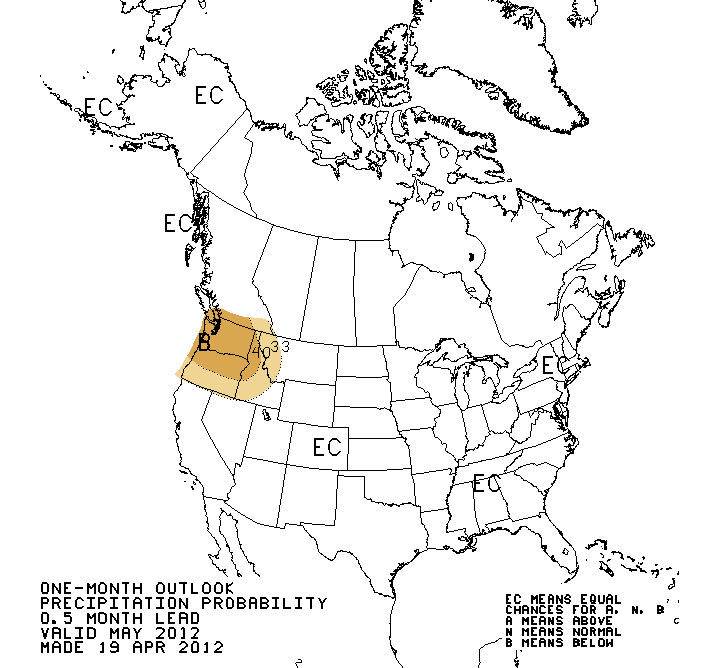 EC
EC
EC
B
40
33
EC
EC
EC
ONE-MONTH OUTLOOK
PRECIPITATION PROBABILITY
0.5 MONTH LEAD
VALID MAY 2012
MADE 19 APR 2012
EC MEANS EQUAL
CHANCES FOR A, N, B
A MEANS ABOVE
N MEANS NORMAL
B MEANS BELOW